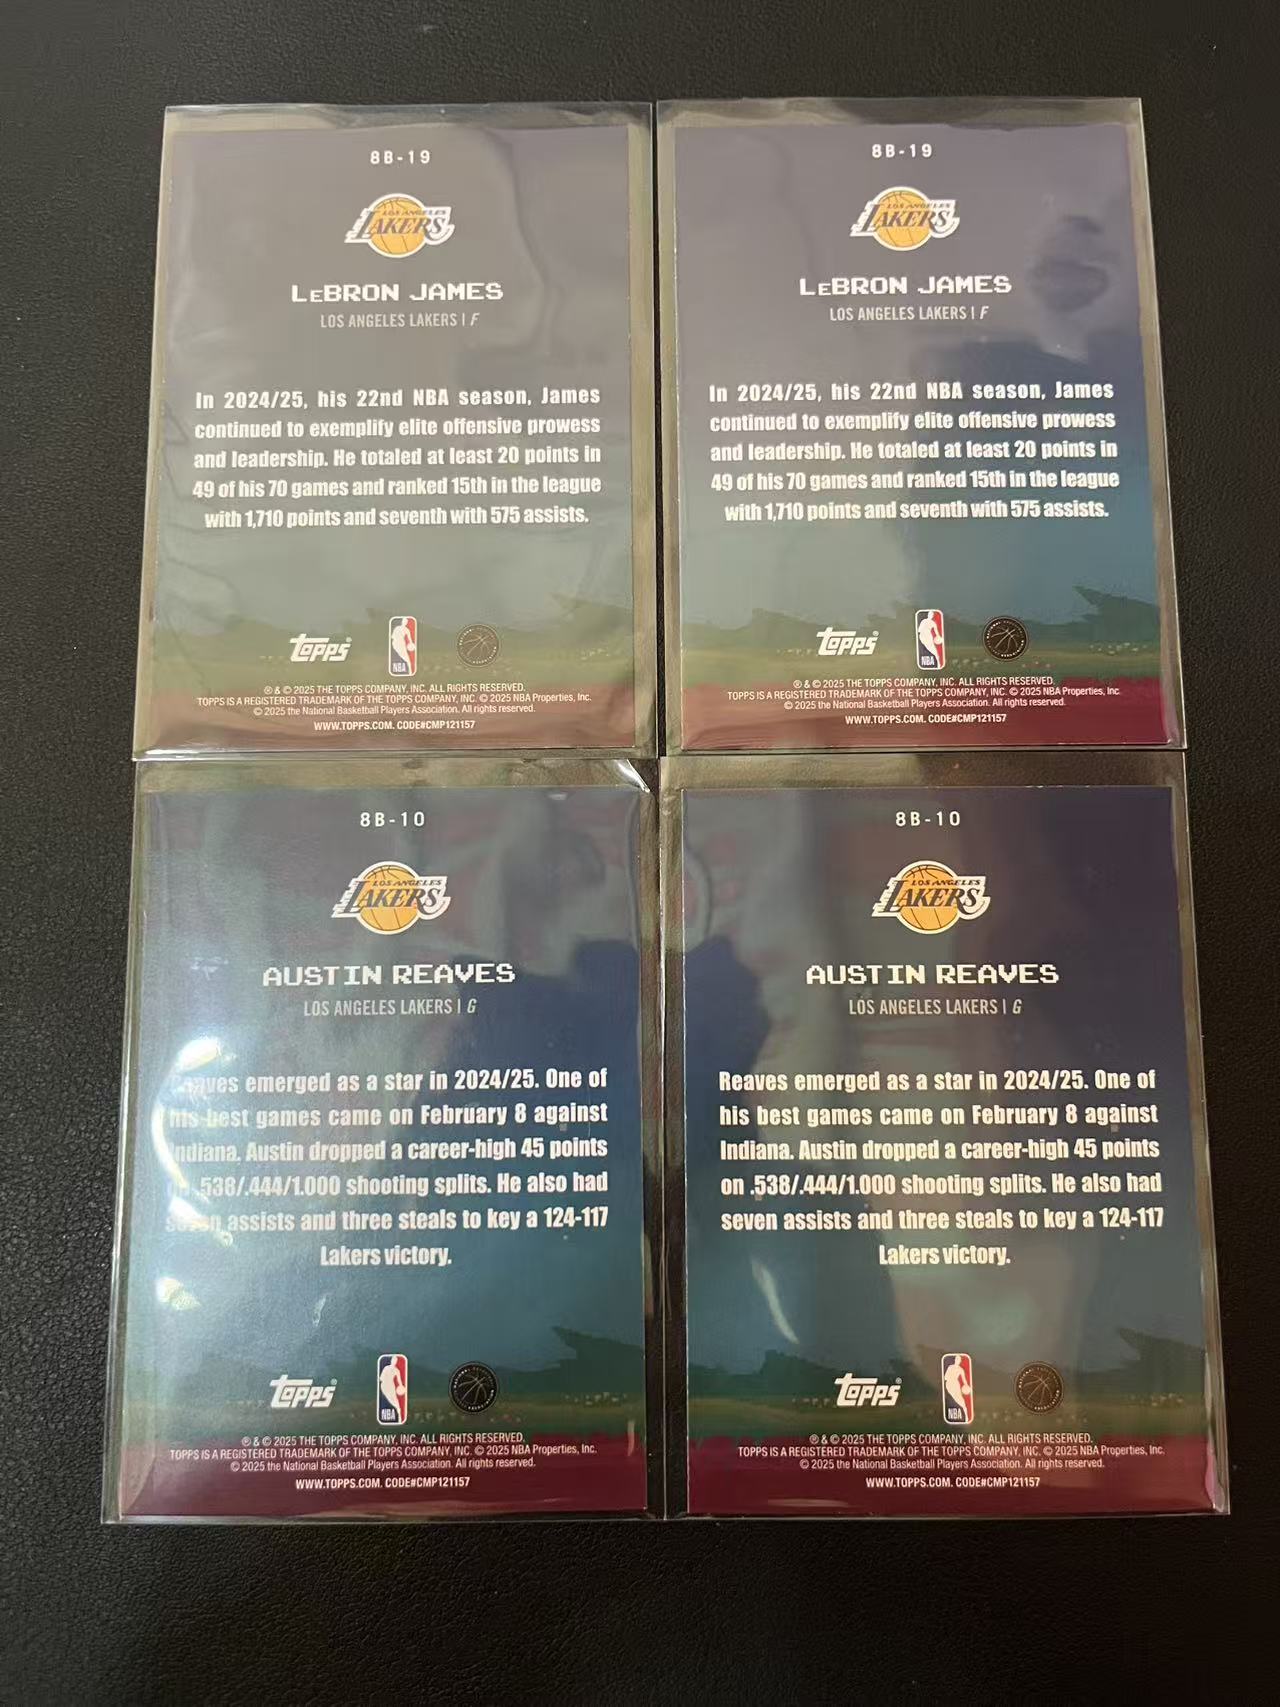 8B-19
LOS ANGELES
LAKERS
LEBRON JAMES
LOS ANGELES LAKERS | F
In 2024/25, his 22nd NBA season, James
continued to exemplify elite offensive prowess
and leadership. He totaled at least 20 points in
49 of his 70 games and ranked 15th in the league
with 1,710 points and seventh with 575 assists.
Topps®
NBA
® & © 2025 THE TOPPS COMPANY, INC. ALL RIGHTS RESERVED.
TOPPS IS A REGISTERED TRADEMARK OF THE TOPPS COMPANY, INC. © 2025 NBA Properties, Inc.
© 2025 the National Basketball Players Association. All rights reserved.
WWW.TOPPS.COM. CODE#CMP121157
8B-19
LOS ANGELES
LAKERS
LEBRON JAMES
LOS ANGELES LAKERS | F
In 2024/25, his 22nd NBA season, James
continued to exemplify elite offensive prowess
and leadership. He totaled at least 20 points in
49 of his 70 games and ranked 15th in the league
with 1,710 points and seventh with 575 assists.
Topps®
NBA
® & © 2025 THE TOPPS COMPANY, INC. ALL RIGHTS RESERVED.
TOPPS IS A REGISTERED TRADEMARK OF THE TOPPS COMPANY, INC. © 2025 NBA Properties, Inc.
© 2025 the National Basketball Players Association. All rights reserved.
WWW.TOPPS.COM. CODE#CMP121157
8B-10
LOS ANGELES
LAKERS
AUSTIN REAVES
LOS ANGELES LAKERS | G
Reaves emerged as a star in 2024/25. One of
his best games came on February 8 against
Indiana. Austin dropped a career-high 45 points
on .538/.444/1.000 shooting splits. He also had
seven assists and three steals to key a 124-117
Lakers victory.
Topps®
NBA
® & © 2025 THE TOPPS COMPANY, INC. ALL RIGHTS RESERVED.
TOPPS IS A REGISTERED TRADEMARK OF THE TOPPS COMPANY, INC. © 2025 NBA Properties, Inc.
© 2025 the National Basketball Players Association. All rights reserved.
WWW.TOPPS.COM. CODE#CMP121157
8B-10
LOS ANGELES
LAKERS
AUSTIN REAVES
LOS ANGELES LAKERS | G
Reaves emerged as a star in 2024/25. One of
his best games came on February 8 against
Indiana. Austin dropped a career-high 45 points
on .538/.444/1.000 shooting splits. He also had
seven assists and three steals to key a 124-117
Lakers victory.
Topps®
NBA
® & © 2025 THE TOPPS COMPANY, INC. ALL RIGHTS RESERVED.
TOPPS IS A REGISTERED TRADEMARK OF THE TOPPS COMPANY, INC. © 2025 NBA Properties, Inc.
© 2025 the National Basketball Players Association. All rights reserved.
WWW.TOPPS.COM. CODE#CMP121157